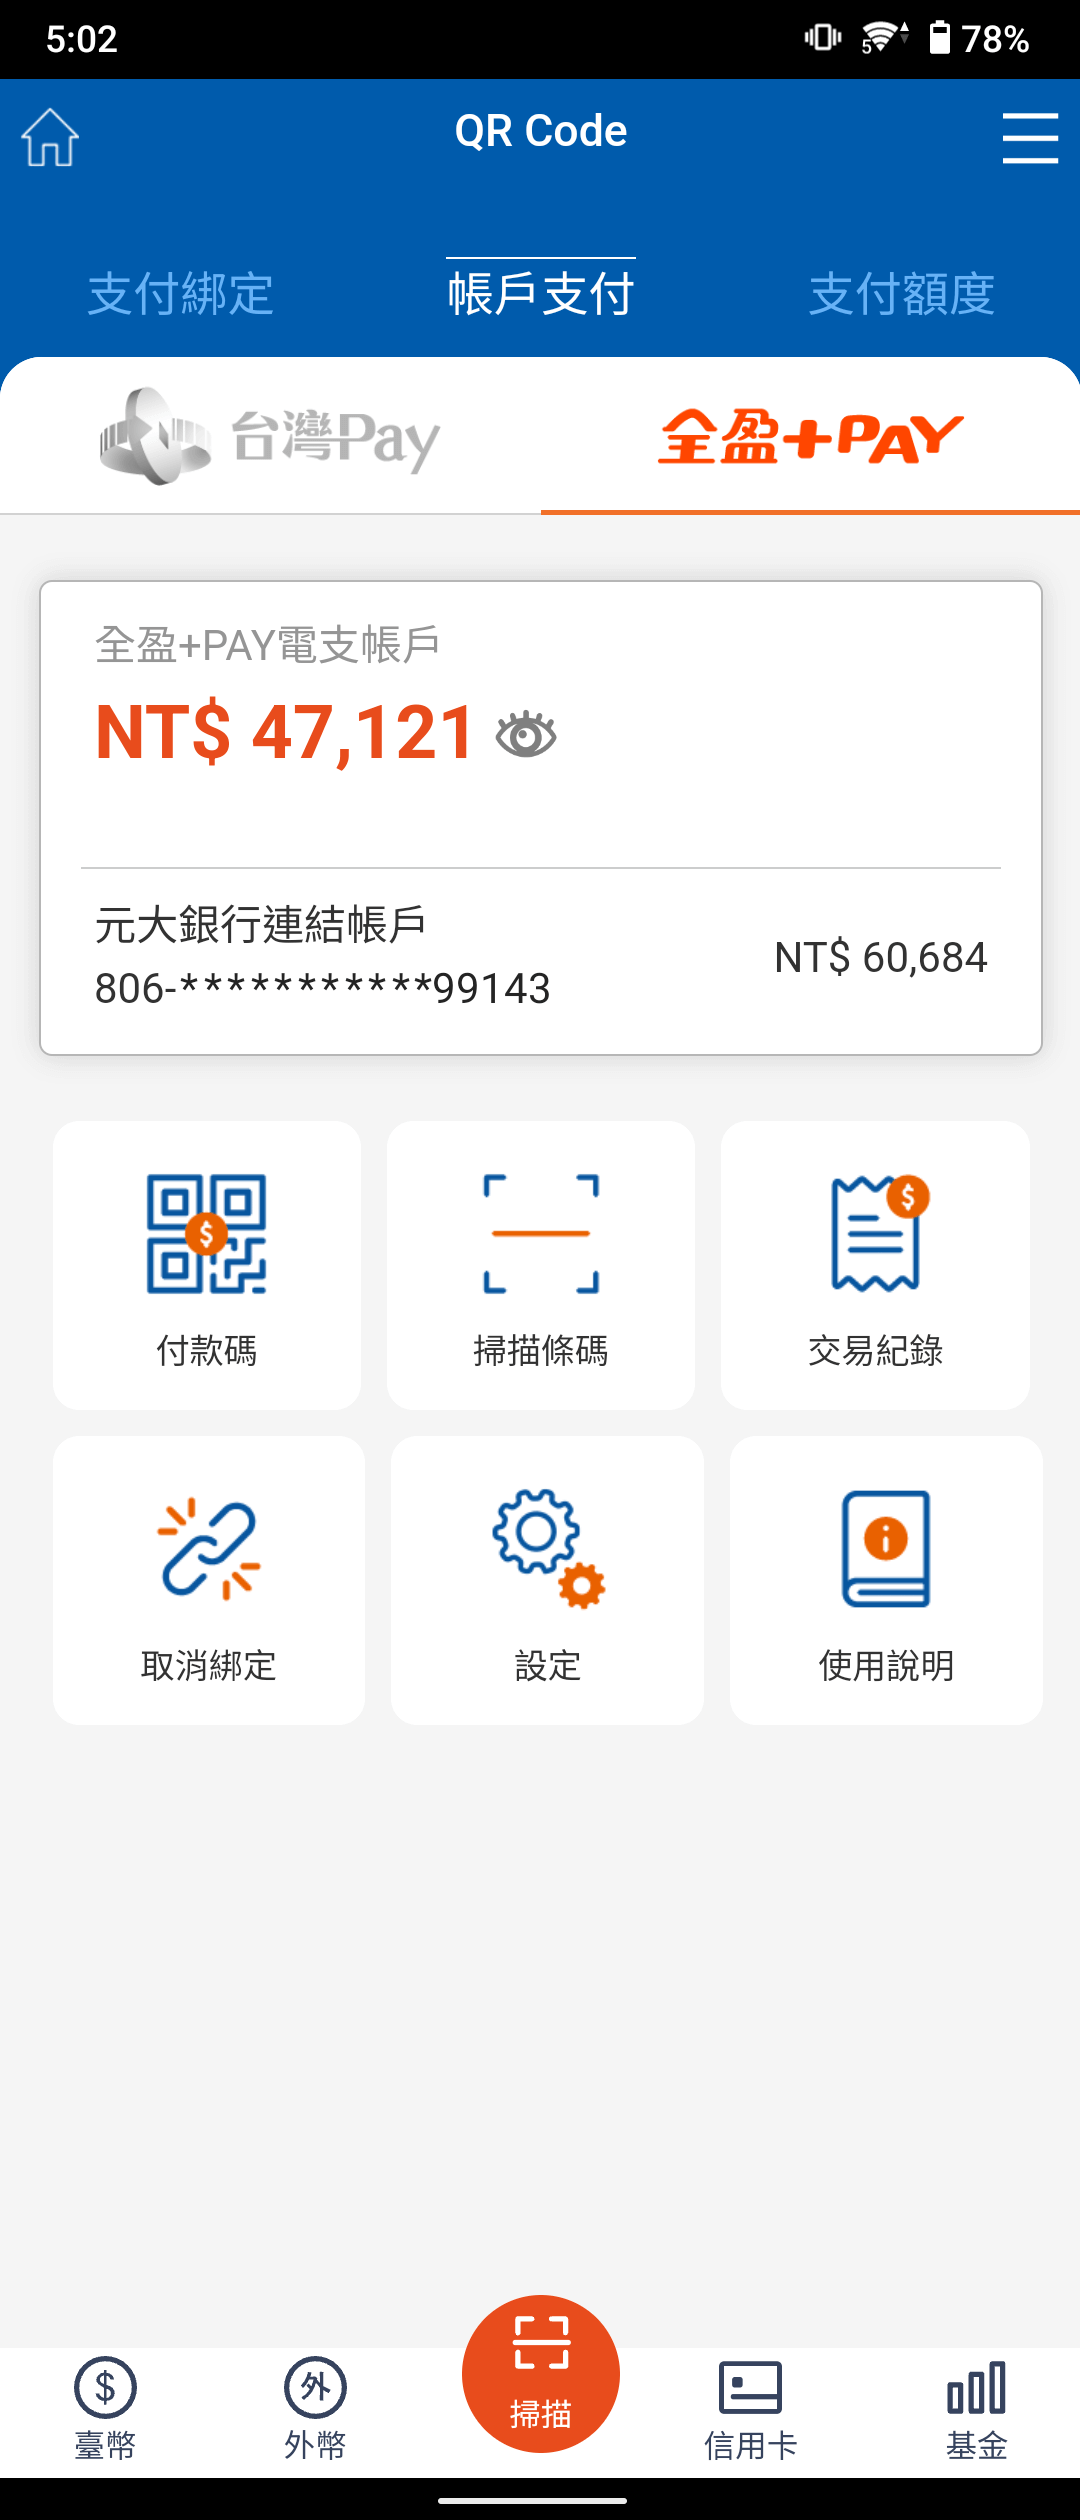 5:02
5
78%
QR Code
支付綁定
帳戶支付
支付額度
台灣Pay
全盈+PAY
全盈+PAY電支帳戶
NT$ 47,121
元大銀行連結帳戶
806-***********99143
NT$ 60,684
付款碼
掃描條碼
交易紀錄
取消綁定
設定
使用說明
臺幣
外
外幣
掃描
信用卡
基金